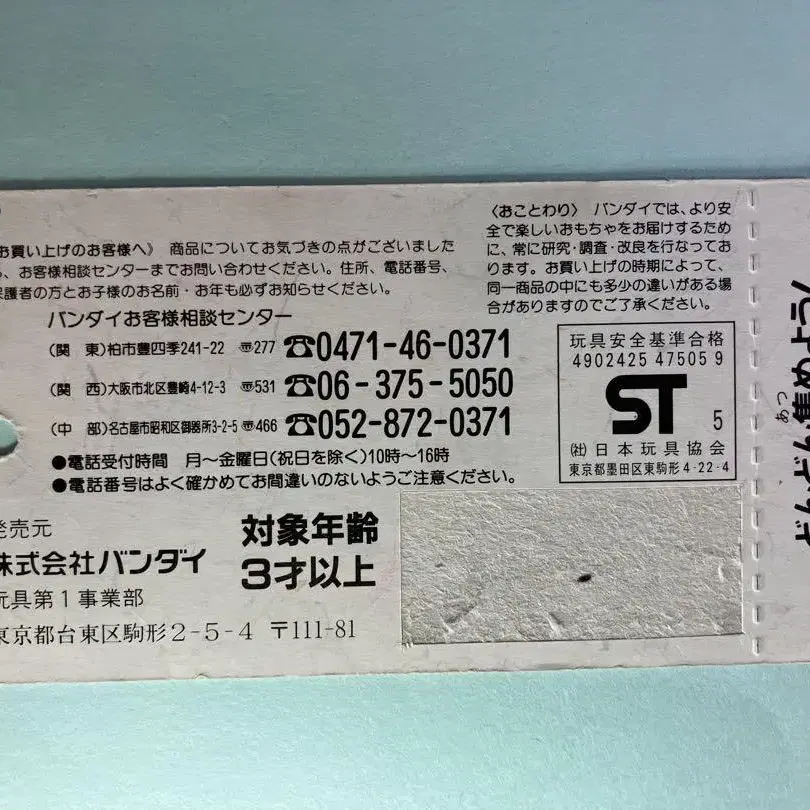 お買い上げのお客様へ》 商品についてお気づきの点がございました
、お客様相談センターまでお問い合わせください。住所、電話番号、
保護者の方とお子様のお名前・お年も必ずお知らせください。
バンダイお客様相談センター
(関 東)柏市豊四季241-22 〠277 ☎0471-46-0371
(関 西)大阪市北区豊崎4-12-3 〠531 ☎06-375-5050
(中 部)名古屋市昭和区御器所3-2-5 〠466 ☎052-872-0371
●電話受付時間 月〜金曜日(祝日を除く)10時〜16時
●電話番号はよく確かめてお間違いのないようご注意ください。
発売元
株式会社バンダイ
玩具第1事業部
東京都台東区駒形2-5-4 〒111-81
対象年齢
3才以上
〈おことわり〉 バンダイでは、より安
全で楽しいおもちゃをお届けするため
に、常に研究・調査・改良を行なってお
ります。お買い上げの時期によって、
同一商品の中にも多少の違いがある場
合がありますのでご了承ください。
玩具安全基準合格
4902425 47505 9
ST 5
(社)日本玩具協会
東京都墨田区東駒形4-22-4